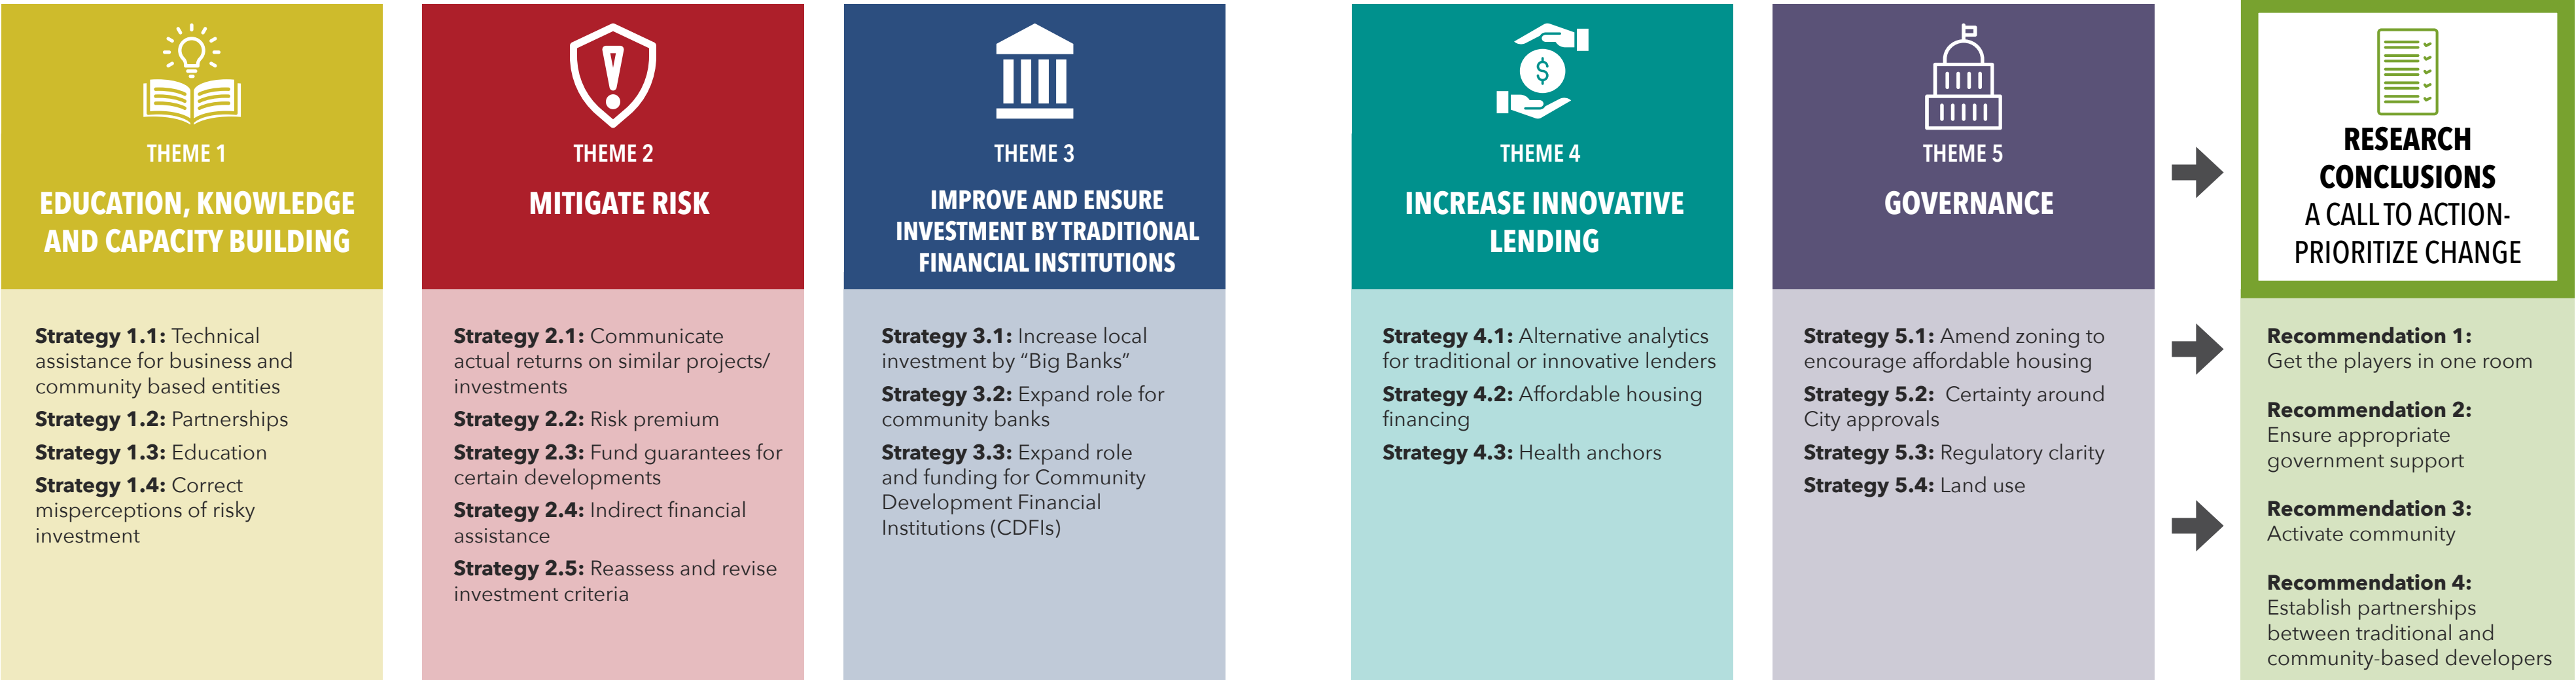 THEME 1
EDUCATION, KNOWLEDGE
AND CAPACITY BUILDING
Strategy 1.1: Technical
assistance for business and
community based entities
Strategy 1.2: Partnerships
Strategy 1.3: Education
Strategy 1.4: Correct
misperceptions of risky
investment
THEME 2
MITIGATE RISK
Strategy 2.1: Communicate
actual returns on similar projects/
investments
Strategy 2.2: Risk premium
Strategy 2.3: Fund guarantees for
certain developments
Strategy 2.4: Indirect financial
assistance
Strategy 2.5: Reassess and revise
investment criteria
THEME 3
IMPROVE AND ENSURE
INVESTMENT BY TRADITIONAL
FINANCIAL INSTITUTIONS
Strategy 3.1: Increase local
investment by “Big Banks”
Strategy 3.2: Expand role for
community banks
Strategy 3.3: Expand role
and funding for Community
Development Financial
Institutions (CDFIs)
$
THEME 4
INCREASE INNOVATIVE
LENDING
Strategy 4.1: Alternative analytics
for traditional or innovative lenders
Strategy 4.2: Affordable housing
financing
Strategy 4.3: Health anchors
THEME 5
GOVERNANCE
Strategy 5.1: Amend zoning to
encourage affordable housing
Strategy 5.2: Certainty around
City approvals
Strategy 5.3: Regulatory clarity
Strategy 5.4: Land use
RESEARCH
CONCLUSIONS
A CALL TO ACTION-
PRIORITIZE CHANGE
Recommendation 1:
Get the players in one room
Recommendation 2:
Ensure appropriate
government support
Recommendation 3:
Activate community
Recommendation 4:
Establish partnerships
between traditional and
community-based developers